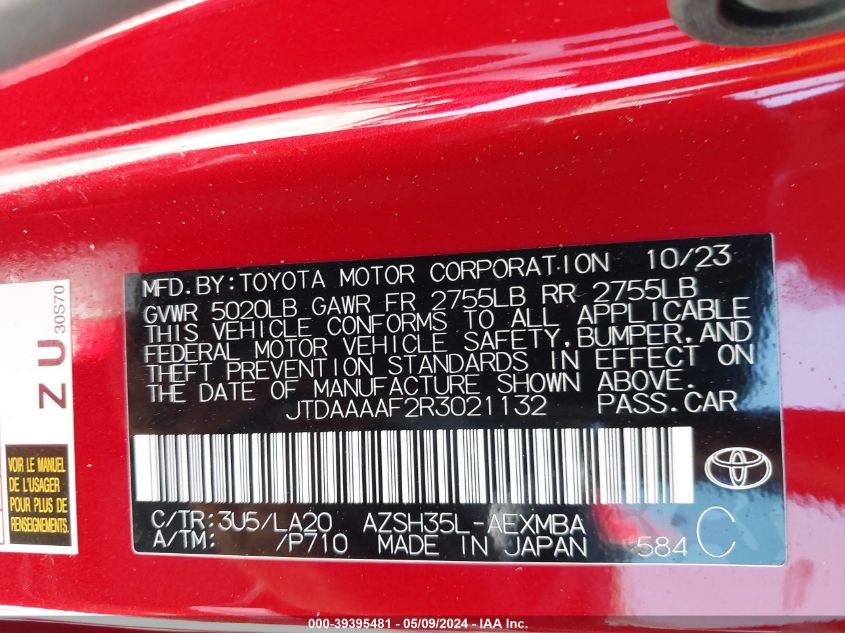 MFD.BY:TOYOTA MOTOR CORPORATION 10/23
GVWR 5020LB GAWR FR 2755LB RR 2755LB
THIS VEHICLE CONFORMS TO ALL APPLICABLE
FEDERAL MOTOR VEHICLE SAFETY,BUMPER,AND
THEFT PREVENTION STANDARDS IN EFFECT ON
THE DATE OF MANUFACTURE SHOWN ABOVE.
JTDAAAAF2R3021132 PASS.CAR
C/TR:3U5/LA20 AZSH35L-AEXMBA
A/TM: /P710 MADE IN JAPAN 584 C
ZU
30S70
VOIR LE MANUEL
DE L'USAGER
POUR PLUS DE
RENSEIGNEMENTS.
000-39395481 - 05/09/2024 - IAA Inc.